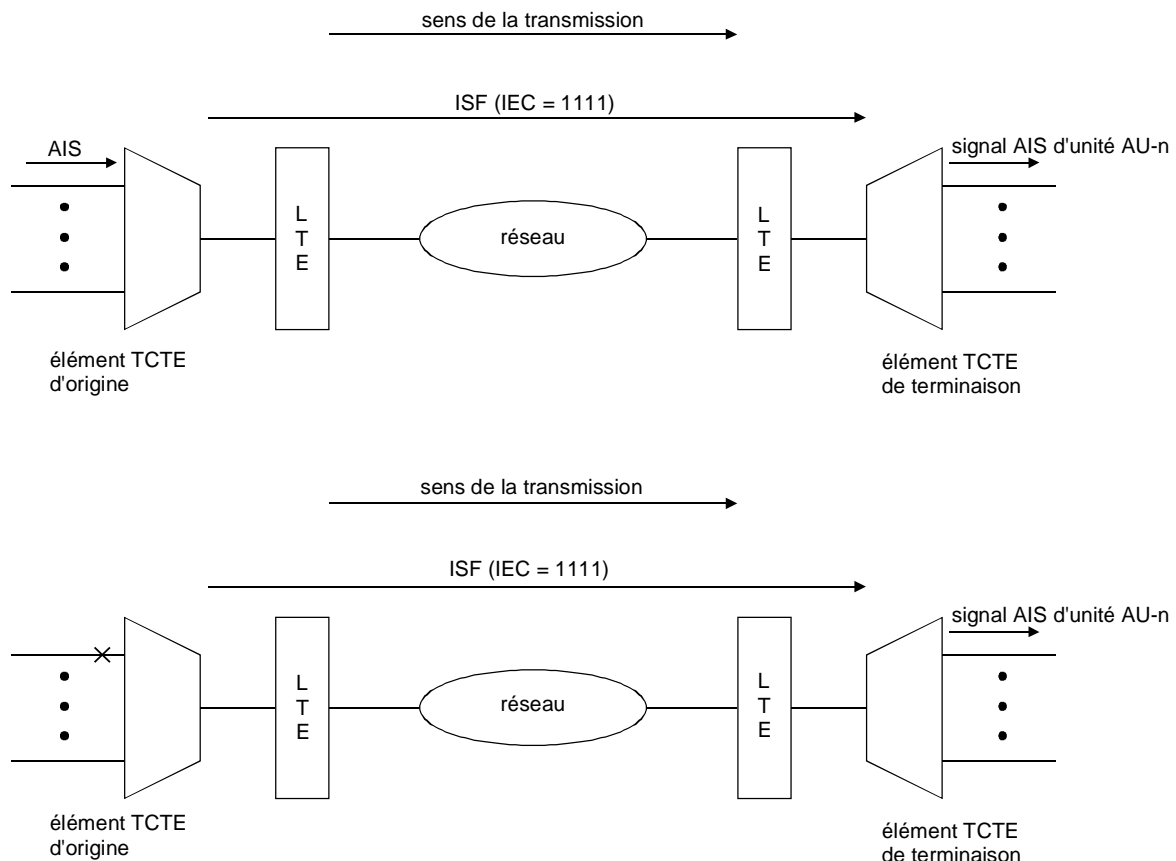 sens de la transmission
ISF (IEC = 1111)
AIS
signal AIS d'unité AU-n
L
T
E
réseau
L
T
E
élément TCTE
d'origine
élément TCTE
de terminaison
sens de la transmission
ISF (IEC = 1111)
signal AIS d'unité AU-n
L
T
E
réseau
L
T
E
élément TCTE
d'origine
élément TCTE
de terminaison